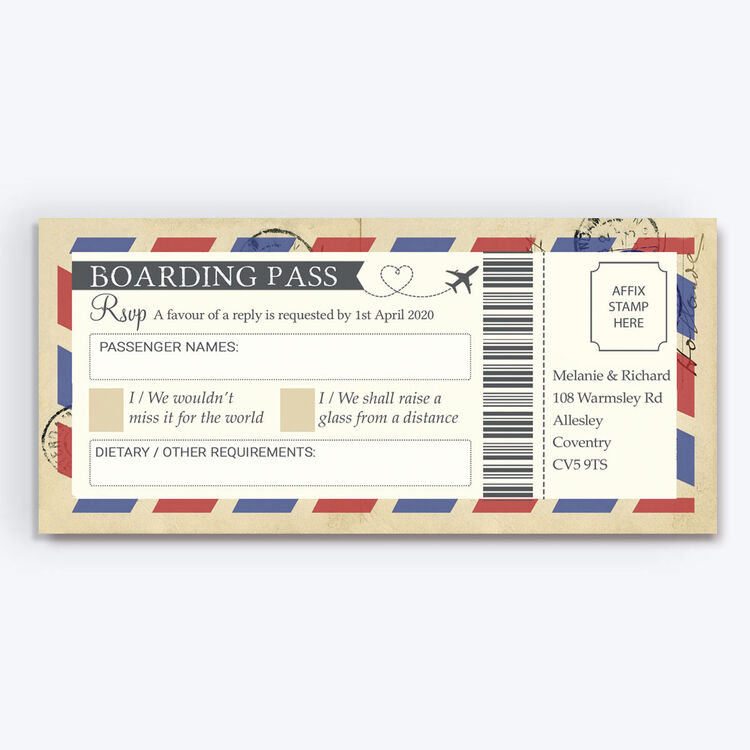 BOARDING PASS
Rsvp A favour of a reply is requested by 1st April 2020
PASSENGER NAMES:
I / We wouldn't
miss it for the world
I / We shall raise a
glass from a distance
DIETARY / OTHER REQUIREMENTS:
AFFIX
STAMP
HERE
Melanie & Richard
108 Warmsley Rd
Allesley
Coventry
CV5 9TS